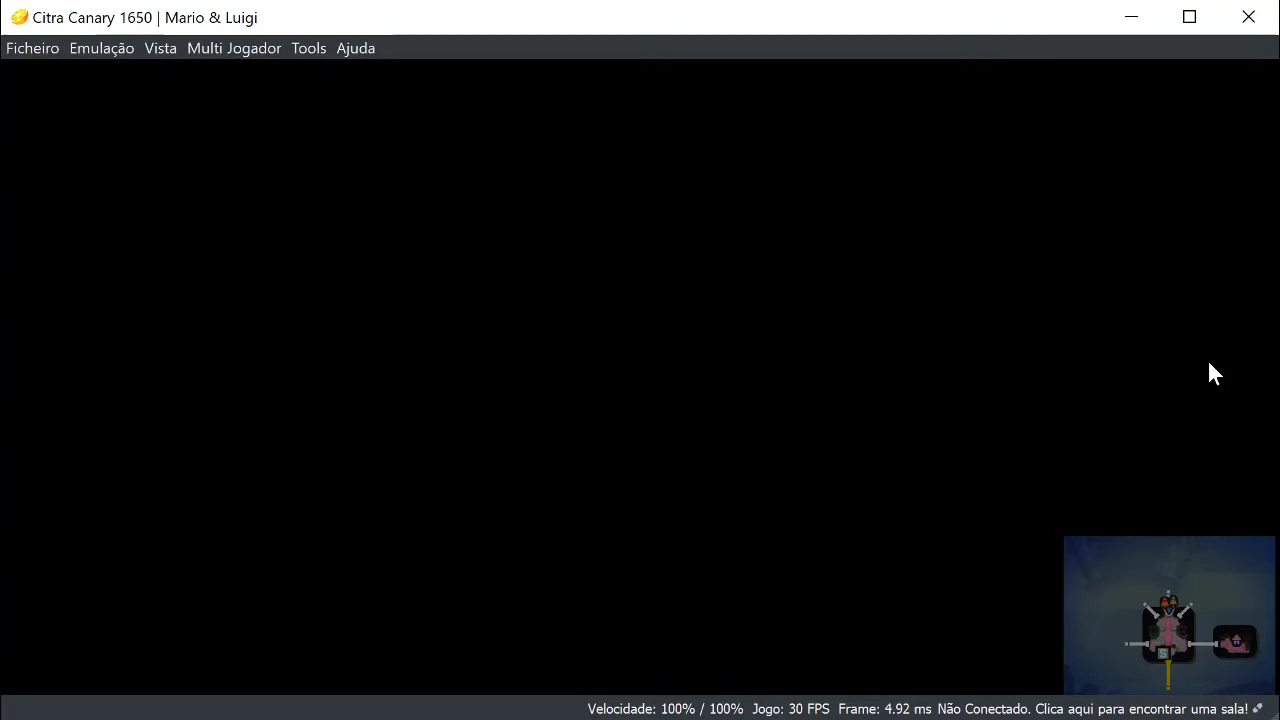 Citra Canary 1650 | Mario & Luigi
Ficheiro Emulação Vista Multi Jogador Tools Ajuda
S
Velocidade: 100% / 100% Jogo: 30 FPS Frame: 4.92 ms Não Conectado. Clica aqui para encontrar uma sala!